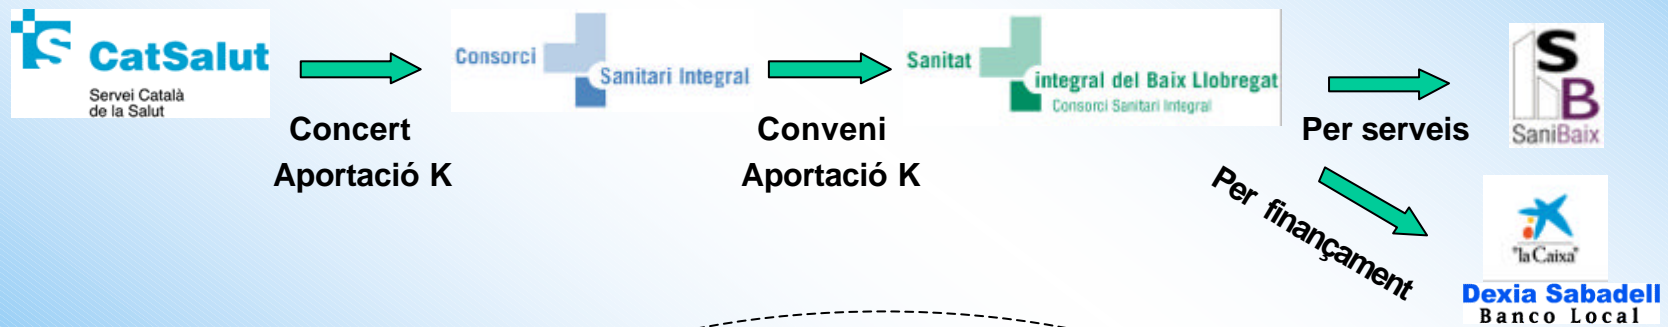 CatSalut
Servei Català
de la Salut
Concert
Aportació K
Consorci
Sanitari Integral
Conveni
Aportació K
Sanitat
integral del Baix Llobregat
Consorci Sanitari Integral
Per serveis
S
B
SaniBaix
Per finançament
"la Caixa"
Dexia Sabadell
Banco Local